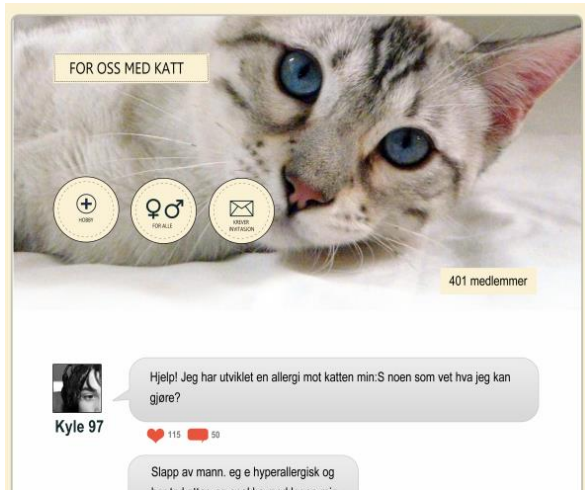 FOR OSS MED KATT
HOBBY
FOR ALLE
KREVER
INVITASJON
401 medlemmer
Hjelp! Jeg har utviklet en allergi mot katten min:S noen som vet hva jeg kan
gjøre?
Kyle 97
115 50
Slapp av mann. eg e hyperallergisk og